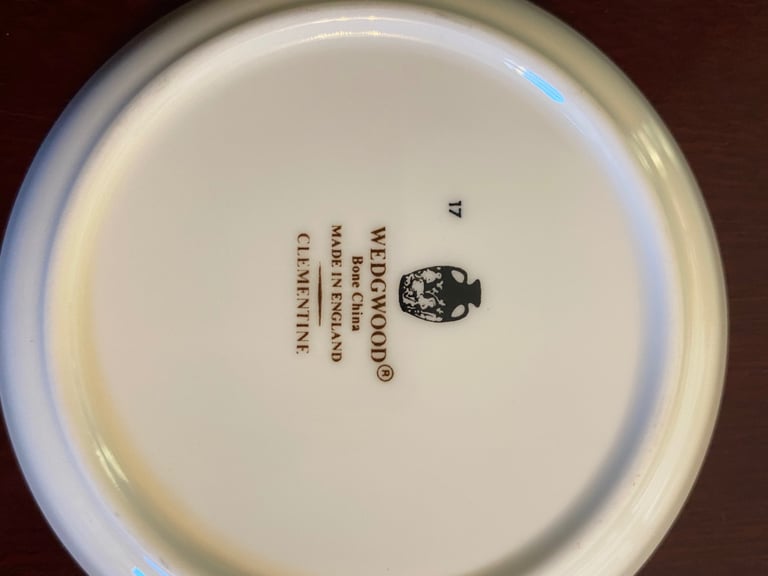 17
WEDGWOOD®
Bone China
MADE IN ENGLAND
CLEMENTINE